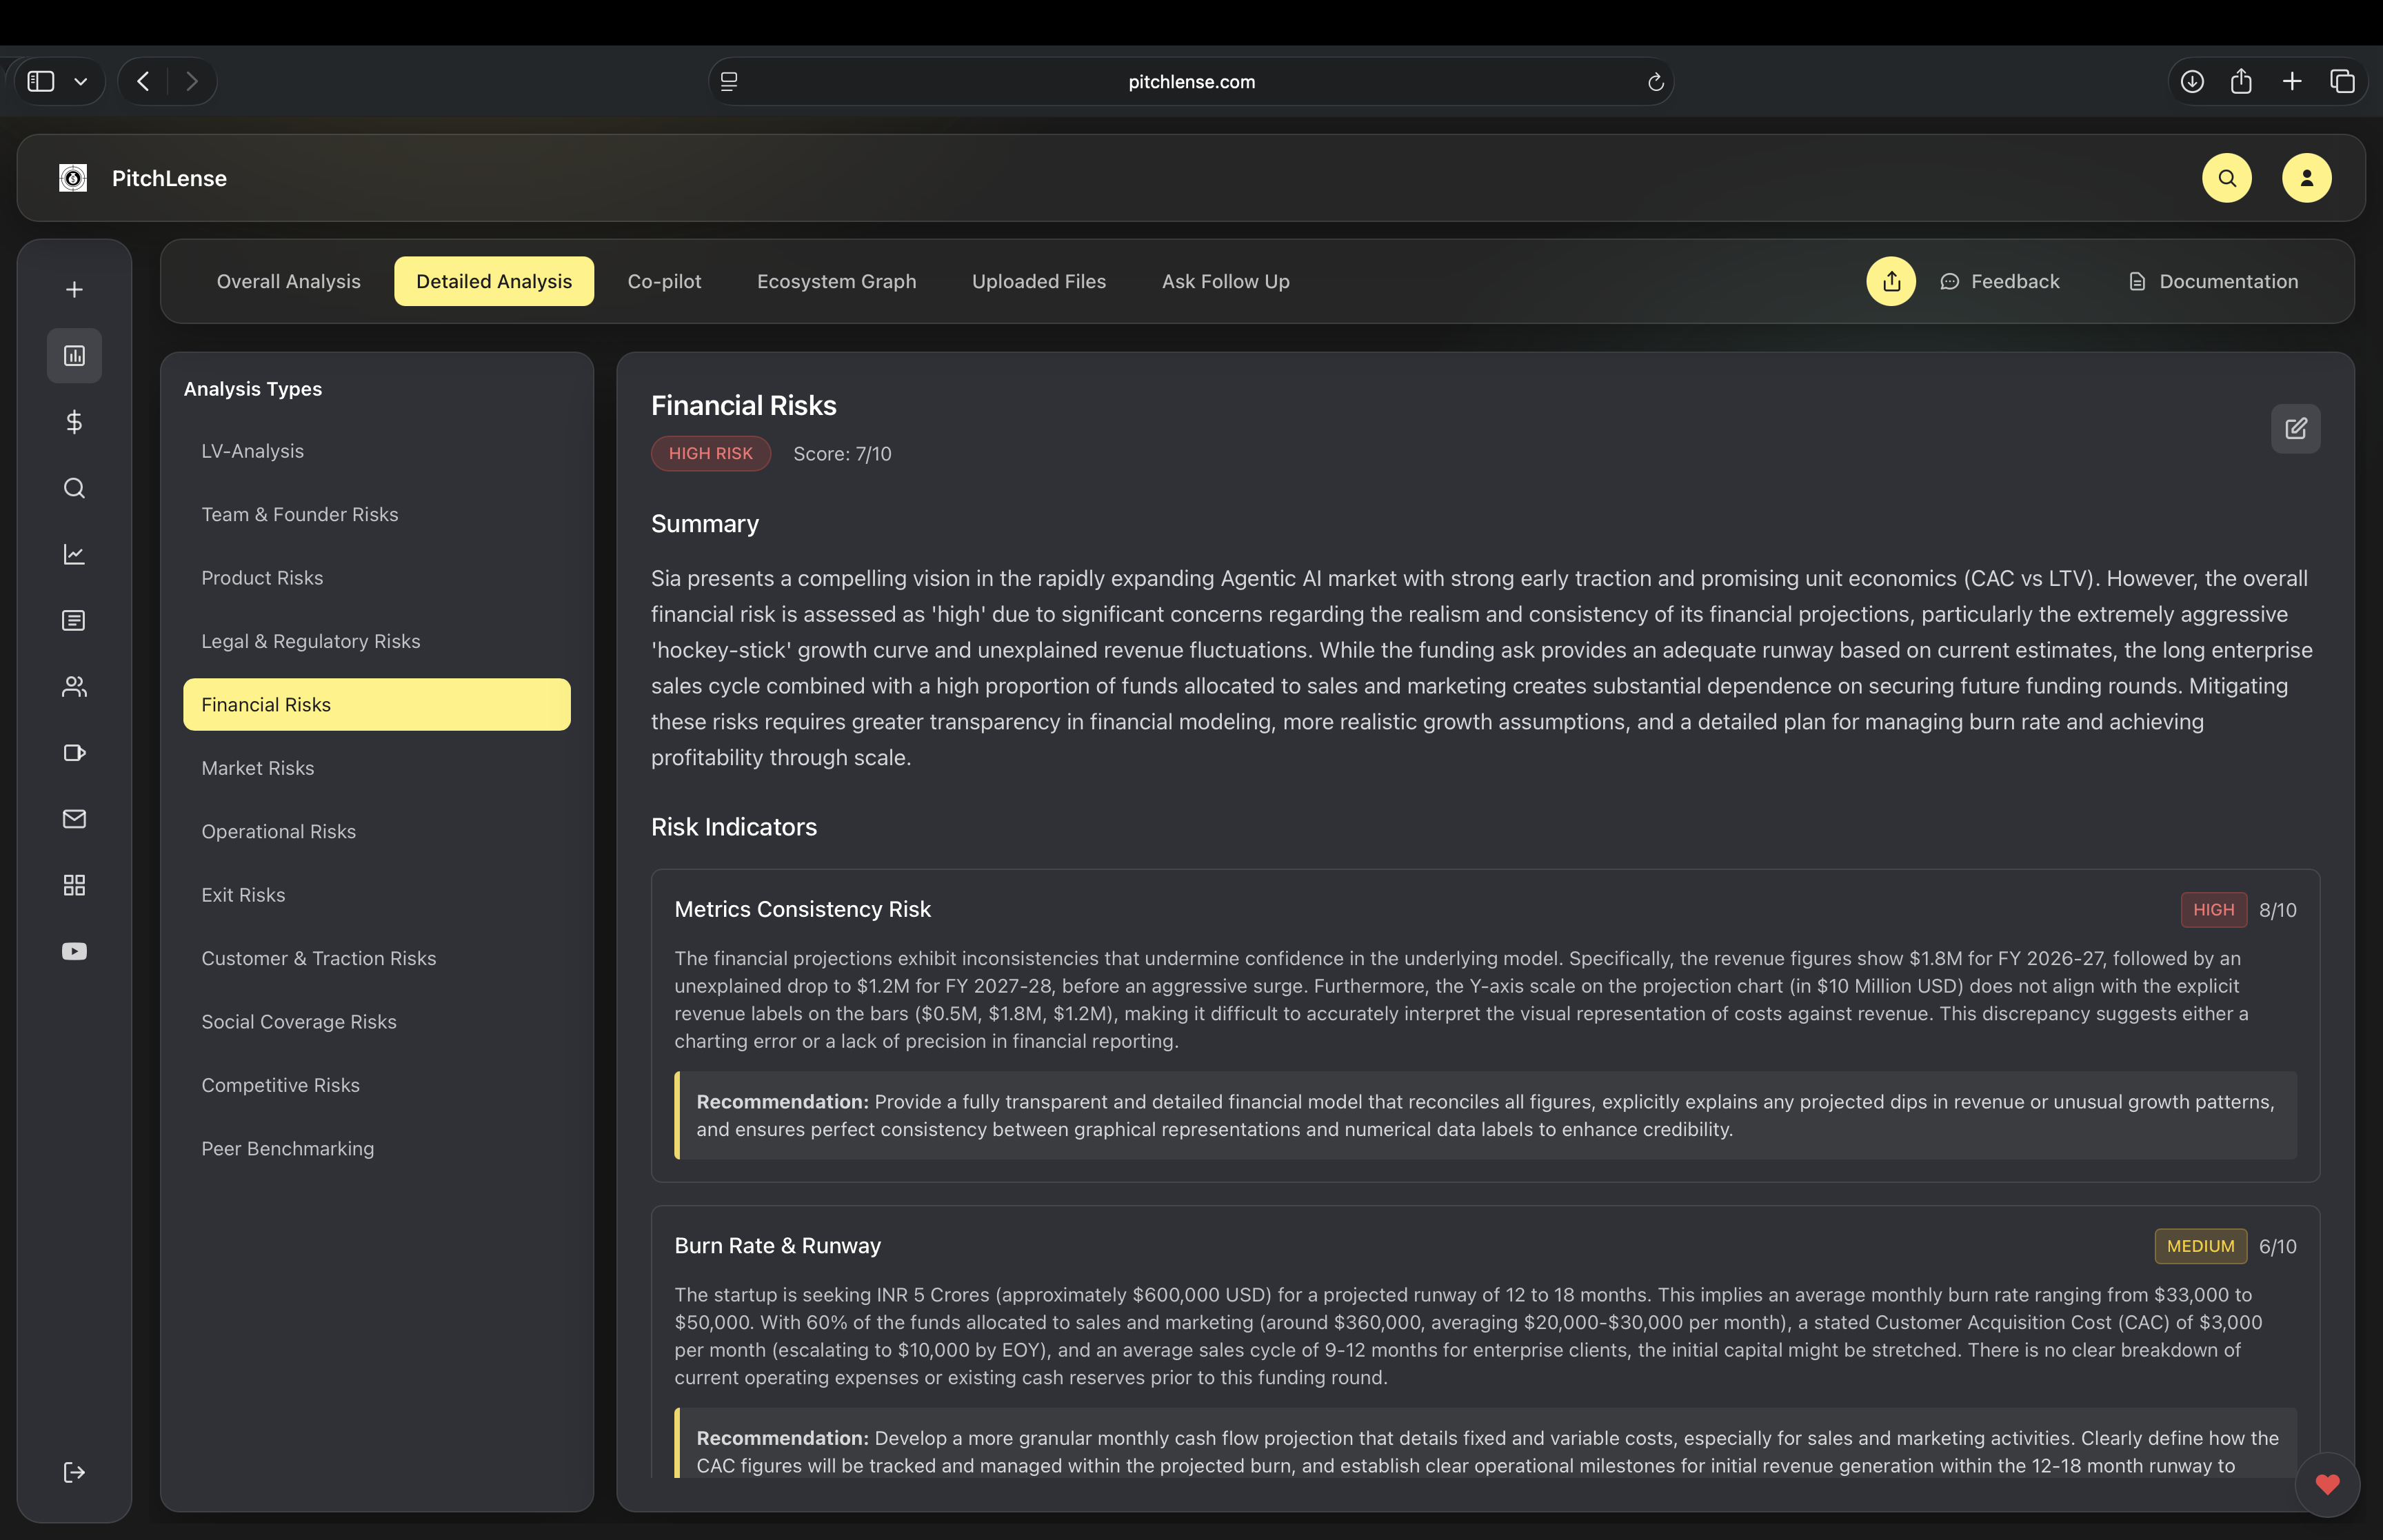 pitchlense.com
PitchLense
Overall Analysis
Detailed Analysis
Co-pilot
Ecosystem Graph
Uploaded Files
Ask Follow Up
Feedback
Documentation
Analysis Types
LV-Analysis
Team & Founder Risks
Product Risks
Legal & Regulatory Risks
Financial Risks
Market Risks
Operational Risks
Exit Risks
Customer & Traction Risks
Social Coverage Risks
Competitive Risks
Peer Benchmarking
Financial Risks
HIGH RISK
Score: 7/10
Summary
Sia presents a compelling vision in the rapidly expanding Agentic AI market with strong early traction and promising unit economics (CAC vs LTV). However, the overall
financial risk is assessed as 'high' due to significant concerns regarding the realism and consistency of its financial projections, particularly the extremely aggressive
'hockey-stick' growth curve and unexplained revenue fluctuations. While the funding ask provides an adequate runway based on current estimates, the long enterprise
sales cycle combined with a high proportion of funds allocated to sales and marketing creates substantial dependence on securing future funding rounds. Mitigating
these risks requires greater transparency in financial modeling, more realistic growth assumptions, and a detailed plan for managing burn rate and achieving
profitability through scale.
Risk Indicators
Metrics Consistency Risk
HIGH
8/10
The financial projections exhibit inconsistencies that undermine confidence in the underlying model. Specifically, the revenue figures show $1.8M for FY 2026-27, followed by an
unexplained drop to $1.2M for FY 2027-28, before an aggressive surge. Furthermore, the Y-axis scale on the projection chart (in $10 Million USD) does not align with the explicit
revenue labels on the bars ($0.5M, $1.8M, $1.2M), making it difficult to accurately interpret the visual representation of costs against revenue. This discrepancy suggests either a
charting error or a lack of precision in financial reporting.
Recommendation: Provide a fully transparent and detailed financial model that reconciles all figures, explicitly explains any projected dips in revenue or unusual growth patterns,
and ensures perfect consistency between graphical representations and numerical data labels to enhance credibility.
Burn Rate & Runway
MEDIUM
6/10
The startup is seeking INR 5 Crores (approximately $600,000 USD) for a projected runway of 12 to 18 months. This implies an average monthly burn rate ranging from $33,000 to
$50,000. With 60% of the funds allocated to sales and marketing (around $360,000, averaging $20,000-$30,000 per month), a stated Customer Acquisition Cost (CAC) of $3,000
per month (escalating to $10,000 by EOY), and an average sales cycle of 9-12 months for enterprise clients, the initial capital might be stretched. There is no clear breakdown of
current operating expenses or existing cash reserves prior to this funding round.
Recommendation: Develop a more granular monthly cash flow projection that details fixed and variable costs, especially for sales and marketing activities. Clearly define how the
CAC figures will be tracked and managed within the projected burn, and establish clear operational milestones for initial revenue generation within the 12-18 month runway to